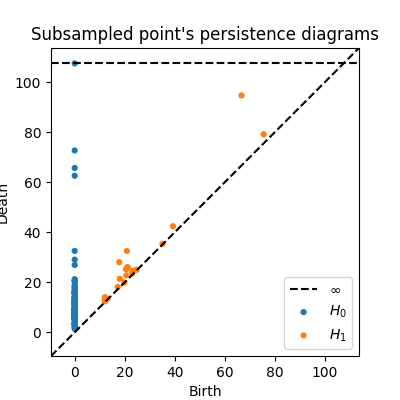 Subsampled point's persistence diagrams
100
80
60
40
20
0
Death
0 20 40 60 80 100
Birth
∞
H₀
H₁